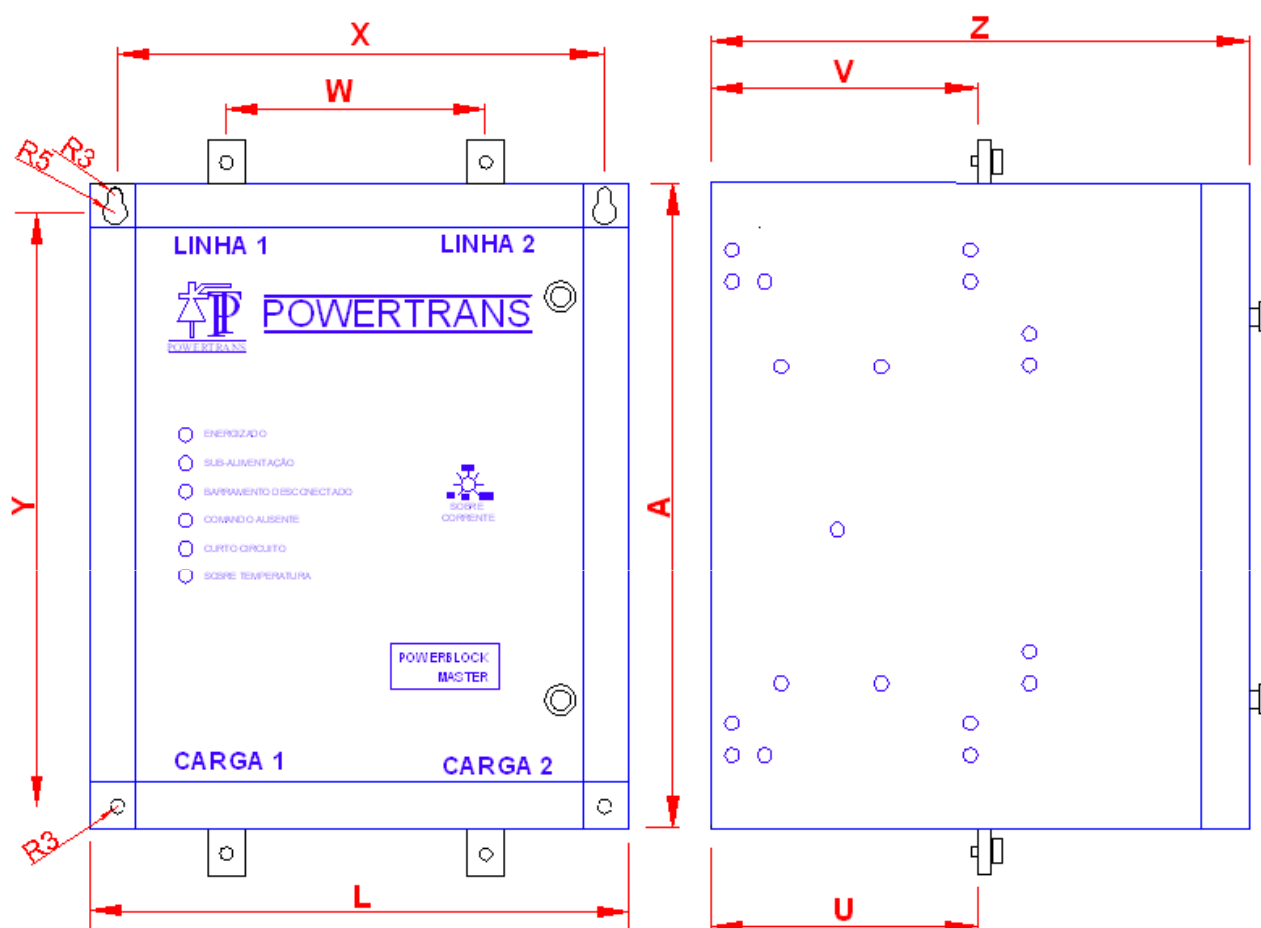 X
Z
W
V
R3
R5
LINHA 1
LINHA 2
TP
POWERTRANS
POWERTRANS
ENERGIZADO
SUB-ALIMENTAÇÃO
BARRAMENTO DESCONECTADO
COMANDO AUSENTE
CURTO CIRCUITO
SOBRE TEMPERATURA
SOBRE
CORRENTE
Y
A
POWERBLOCK
MASTER
CARGA 1
CARGA 2
R3
L
U